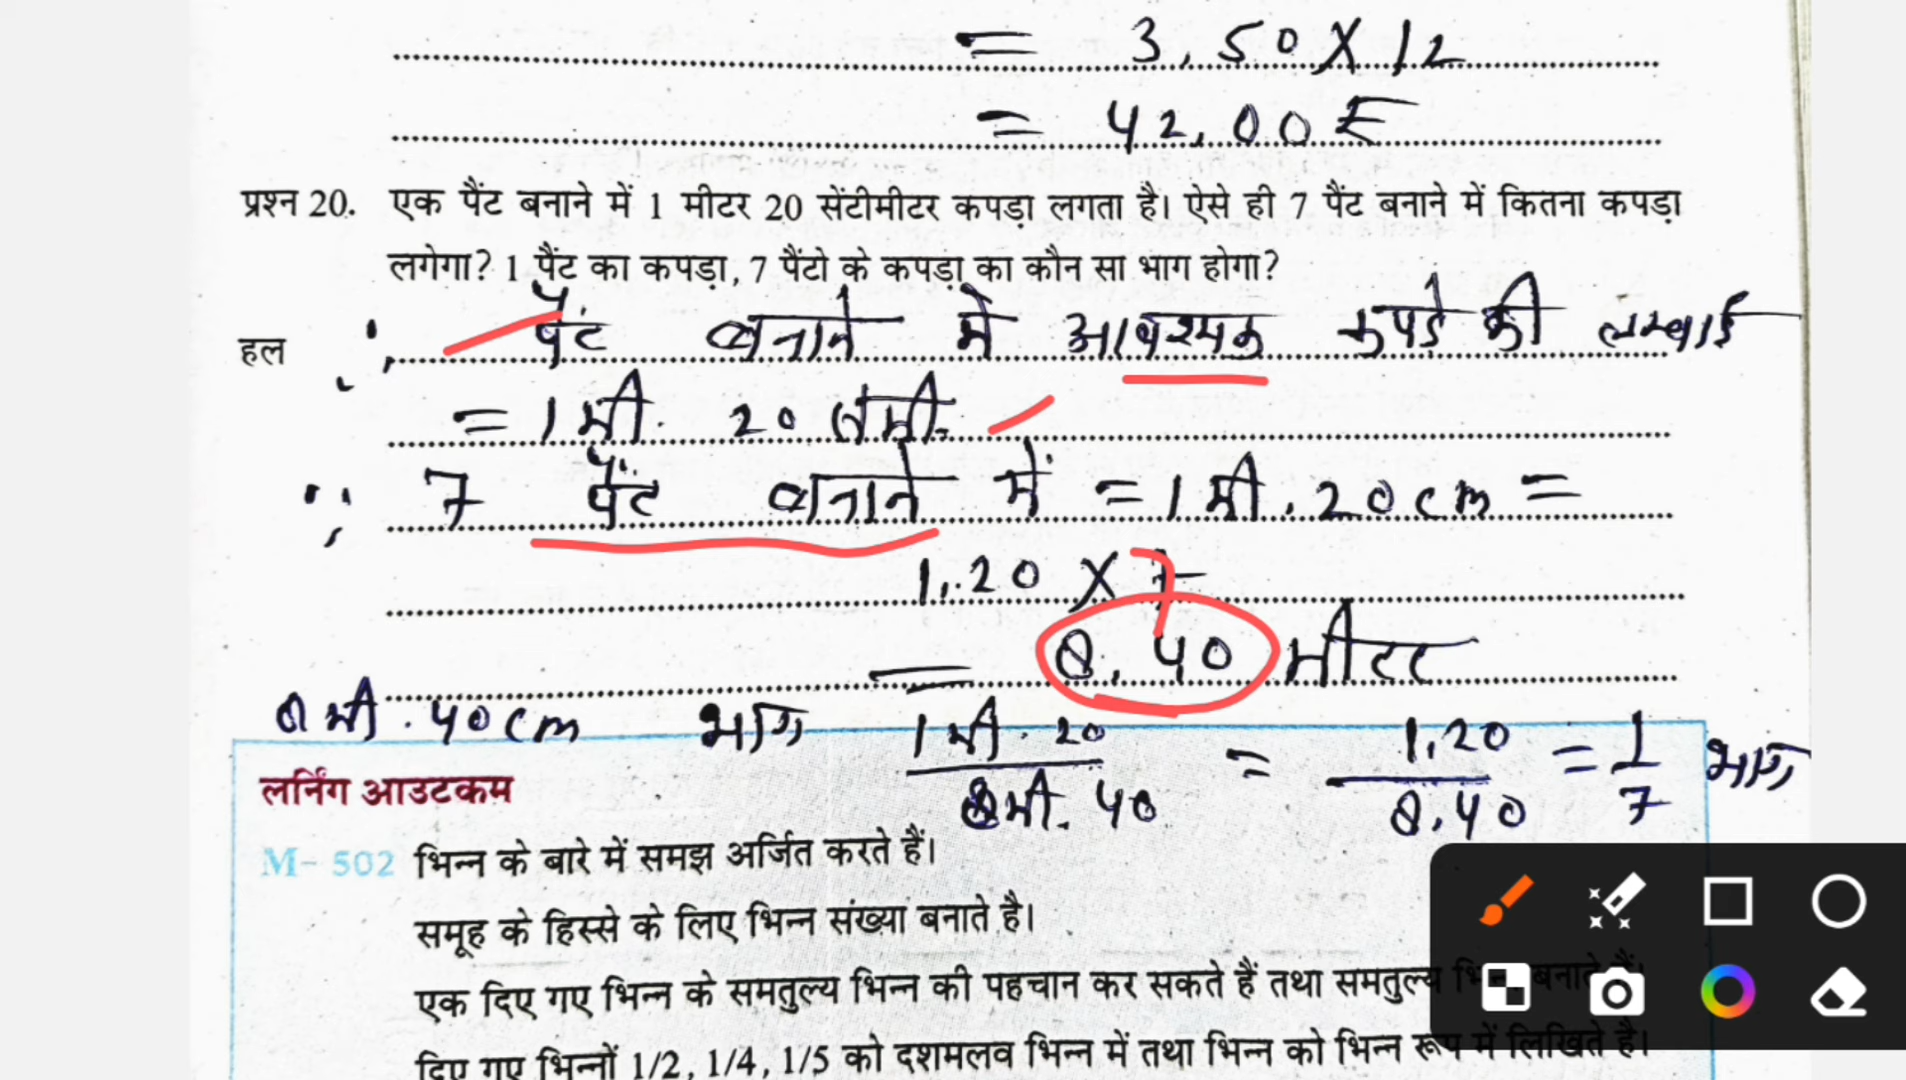 = 3.50 X 12
= 42.00 ₹
प्रश्न 20. एक पैंट बनाने में 1 मीटर 20 सेंटीमीटर कपड़ा लगता है। ऐसे ही 7 पैंट बनाने में कितना कपड़ा
लगेगा? 1 पैंट का कपड़ा, 7 पैंटो के कपड़ा का कौन सा भाग होगा?
हल पैंट बनाने में आवश्यक कपड़े की लम्बाई
= 1 मी. 20 सेमी.
7 पैंट बनाने में = 1 मी. 20 cm =
1.20 X 7
= 8.40 मीटर
8 मी. 40 cm भाग 1 मी. 20 / 8 मी. 40 = 1.20 / 8.40 = 1/7 भाग
लर्निंग आउटकम
M- 502 भिन्न के बारे में समझ अर्जित करते हैं।
समूह के हिस्से के लिए भिन्न संख्या बनाते है।
एक दिए गए भिन्न के समतुल्य भिन्न की पहचान कर सकते हैं तथा समतुल्य बनाते हैं।
दिए गए भिन्नों 1/2, 1/4, 1/5 को दशमलव भिन्न में तथा भिन्न को भिन्न रूप में लिखिते है।